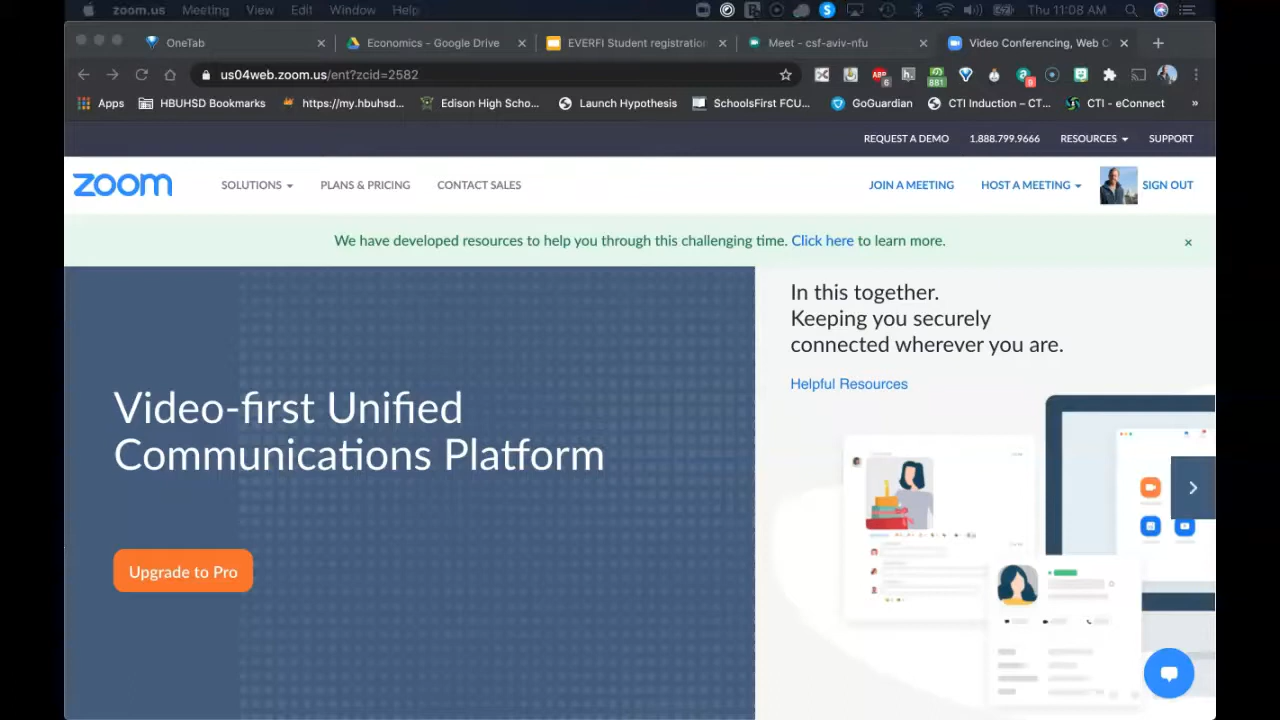 zoom.us Meeting View Edit Window Help Thu 11:08 AM
OneTab
Economics - Google Drive
EVERFI Student registration
Meet - csf-aviv-nfu
Video Conferencing, Web C
us04web.zoom.us/ent?zcid=2582
ABP
6
881
0
Apps
HBUHSD Bookmarks
https://my.hbuhsd...
Edison High Scho...
Launch Hypothesis
SchoolsFirst FCU...
GoGuardian
CTI Induction – CT...
CTI - eConnect
»
REQUEST A DEMO
1.888.799.9666
RESOURCES
SUPPORT
zoom
SOLUTIONS
PLANS & PRICING
CONTACT SALES
JOIN A MEETING
HOST A MEETING
SIGN OUT
We have developed resources to help you through this challenging time. Click here to learn more.
×
Video-first Unified
Communications Platform
Upgrade to Pro
In this together.
Keeping you securely
connected wherever you are.
Helpful Resources